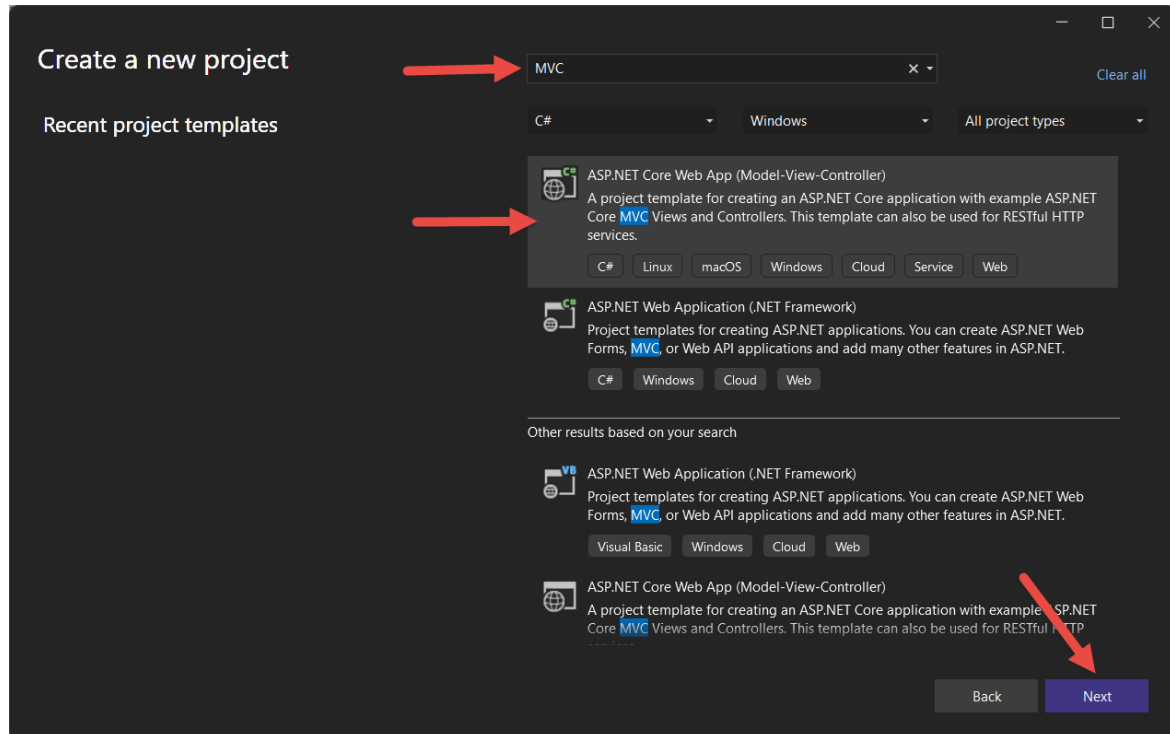 Create a new project
Recent project templates
MVC
Clear all
C#
Windows
All project types
C#
ASP.NET Core Web App (Model-View-Controller)
A project template for creating an ASP.NET Core application with example ASP.NET
Core MVC Views and Controllers. This template can also be used for RESTful HTTP
services.
C# Linux macOS Windows Cloud Service Web
C#
ASP.NET Web Application (.NET Framework)
Project templates for creating ASP.NET applications. You can create ASP.NET Web
Forms, MVC, or Web API applications and add many other features in ASP.NET.
C# Windows Cloud Web
Other results based on your search
VB
ASP.NET Web Application (.NET Framework)
Project templates for creating ASP.NET applications. You can create ASP.NET Web
Forms, MVC, or Web API applications and add many other features in ASP.NET.
Visual Basic Windows Cloud Web
ASP.NET Core Web App (Model-View-Controller)
A project template for creating an ASP.NET Core application with example ASP.NET
Core MVC Views and Controllers. This template can also be used for RESTful HTTP
Back
Next